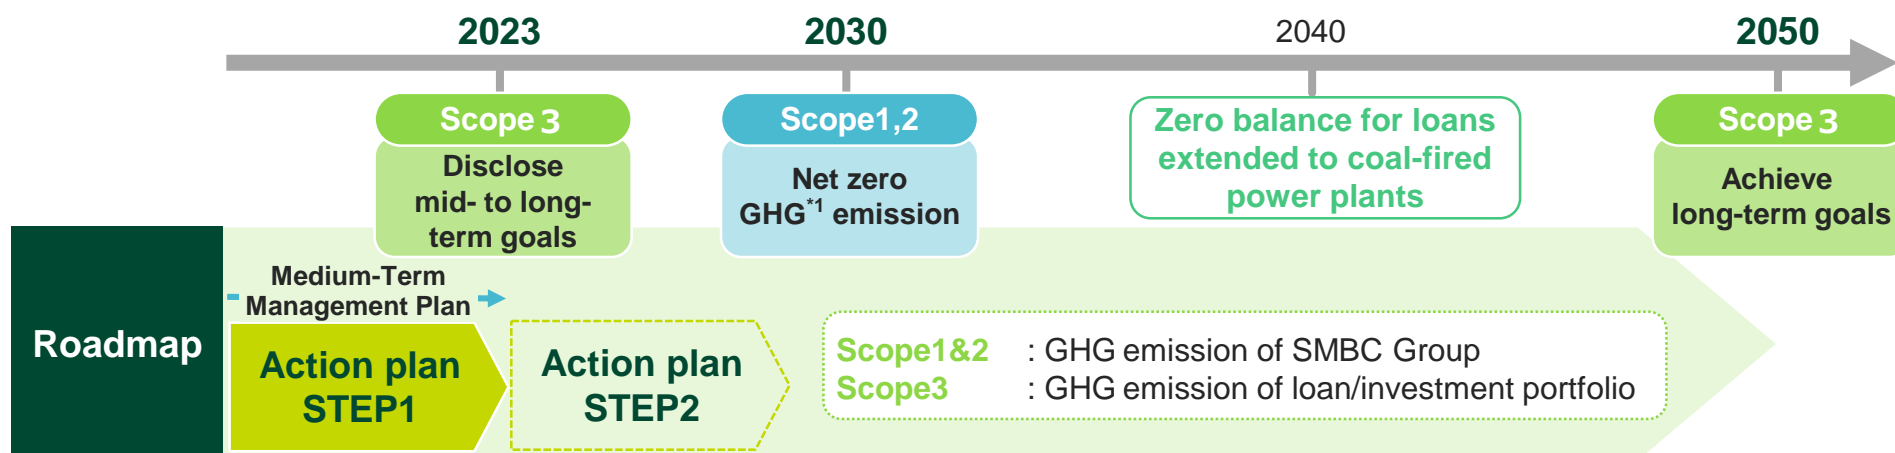 2023
2030
2040
2050
Scope 3
Disclose
mid- to long-
term goals
Scope1,2
Net zero
GHG*1 emission
Zero balance for loans
extended to coal-fired
power plants
Scope 3
Achieve
long-term goals
Roadmap
Medium-Term
Management Plan
Action plan
STEP1
Action plan
STEP2
Scope1&2 : GHG emission of SMBC Group
Scope3 : GHG emission of loan/investment portfolio